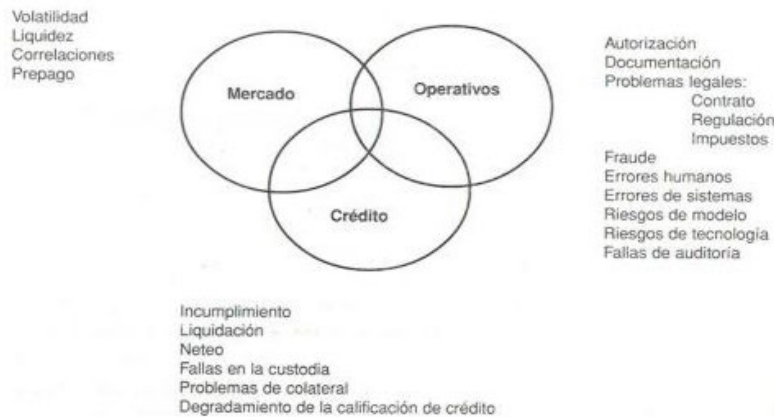 Volatilidad
Liquidez
Correlaciones
Prepago
Mercado
Operativos
Crédito
Autorización
Documentación
Problemas legales:
Contrato
Regulación
Impuestos
Fraude
Errores humanos
Errores de sistemas
Riesgos de modelo
Riesgos de tecnología
Fallas de auditoría
Incumplimiento
Liquidación
Neteo
Fallas en la custodia
Problemas de colateral
Degradamiento de la calificación de crédito